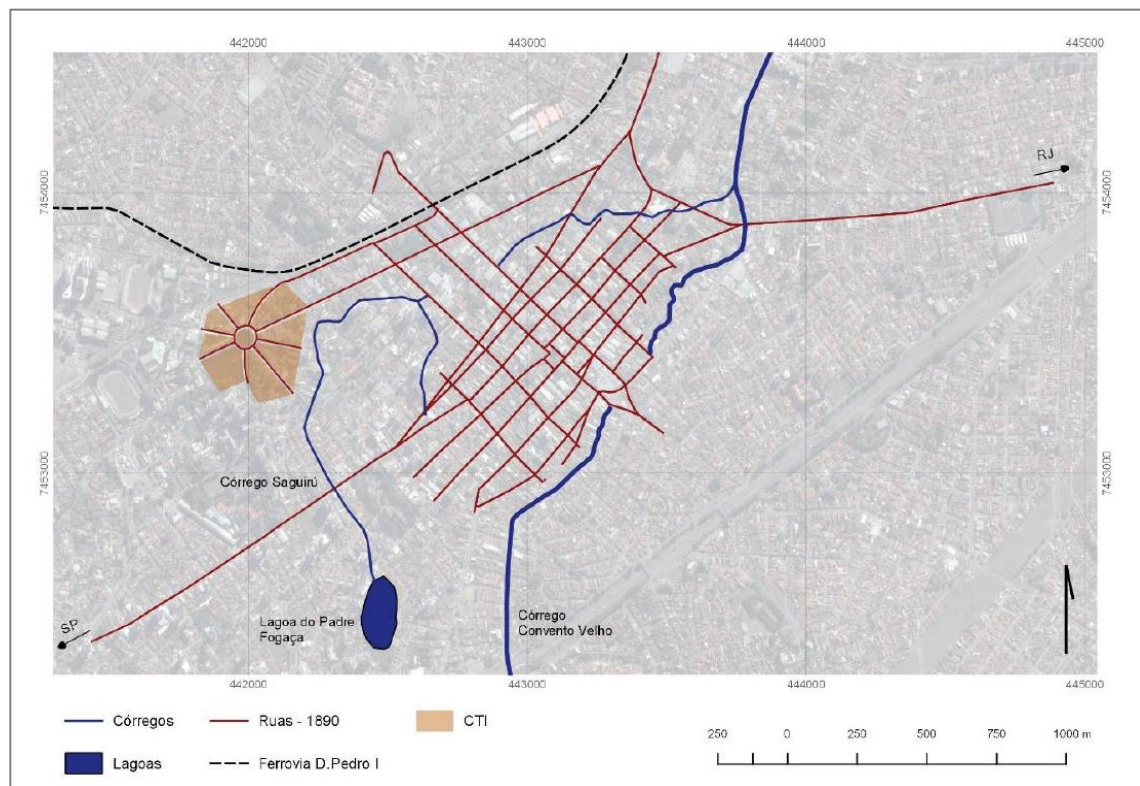 442000
443000
444000
445000
RJ
7454000
7454000
7453000
7453000
Córrego Saguirú
Lagoa do Padre
Fogaça
Córrego
Convento Velho
SP
442000
443000
444000
445000
Córregos
Ruas - 1890
CTI
Lagoas
Ferrovia D.Pedro I
250
0
250
500
750
1000 m